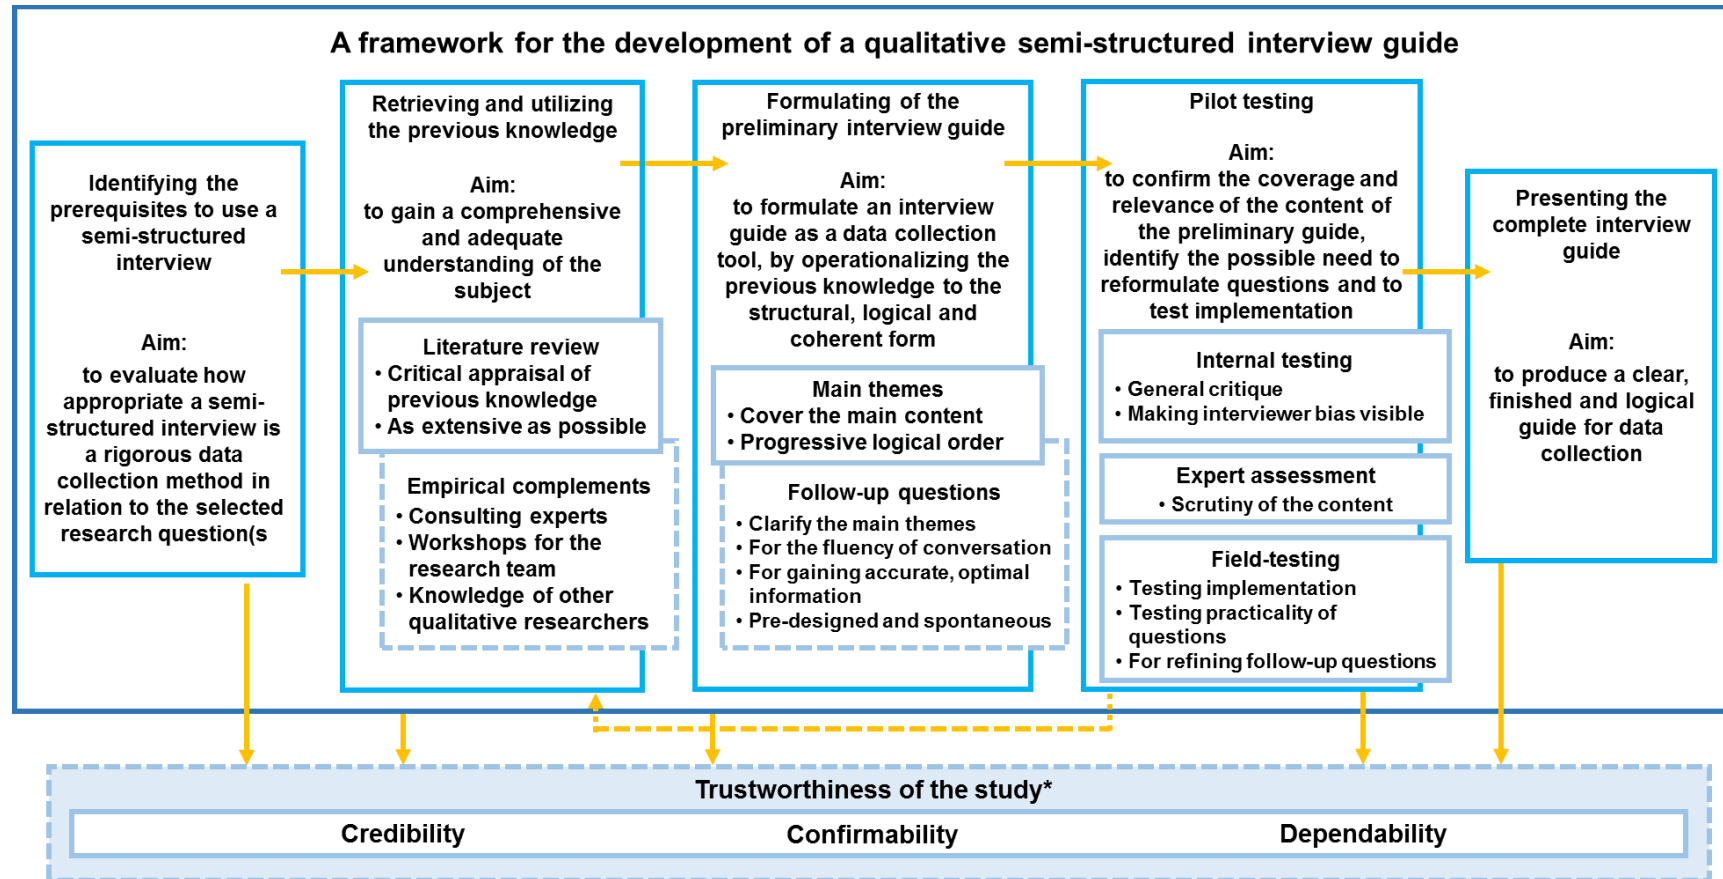 A framework for the development of a qualitative semi-structured interview guide
Identifying the
prerequisites to use a
semi-structured
interview
Aim:
to evaluate how
appropriate a semi-
structured interview is
a rigorous data
collection method in
relation to the selected
research question(s
Retrieving and utilizing
the previous knowledge
Aim:
to gain a comprehensive
and adequate
understanding of the
subject
Literature review
• Critical appraisal of
previous knowledge
• As extensive as possible
Empirical complements
• Consulting experts
• Workshops for the
research team
• Knowledge of other
qualitative researchers
Formulating of the
preliminary interview guide
Aim:
to formulate an interview
guide as a data collection
tool, by operationalizing the
previous knowledge to the
structural, logical and
coherent form
Main themes
• Cover the main content
• Progressive logical order
Follow-up questions
• Clarify the main themes
• For the fluency of conversation
• For gaining accurate, optimal
information
• Pre-designed and spontaneous
Pilot testing
Aim:
to confirm the coverage and
relevance of the content of
the preliminary guide,
identify the possible need to
reformulate questions and to
test implementation
Internal testing
• General critique
• Making interviewer bias visible
Expert assessment
• Scrutiny of the content
Field-testing
• Testing implementation
• Testing practicality of
questions
• For refining follow-up questions
Presenting the
complete interview
guide
Aim:
to produce a clear,
finished and logical
guide for data
collection
Trustworthiness of the study*
Credibility
Confirmability
Dependability